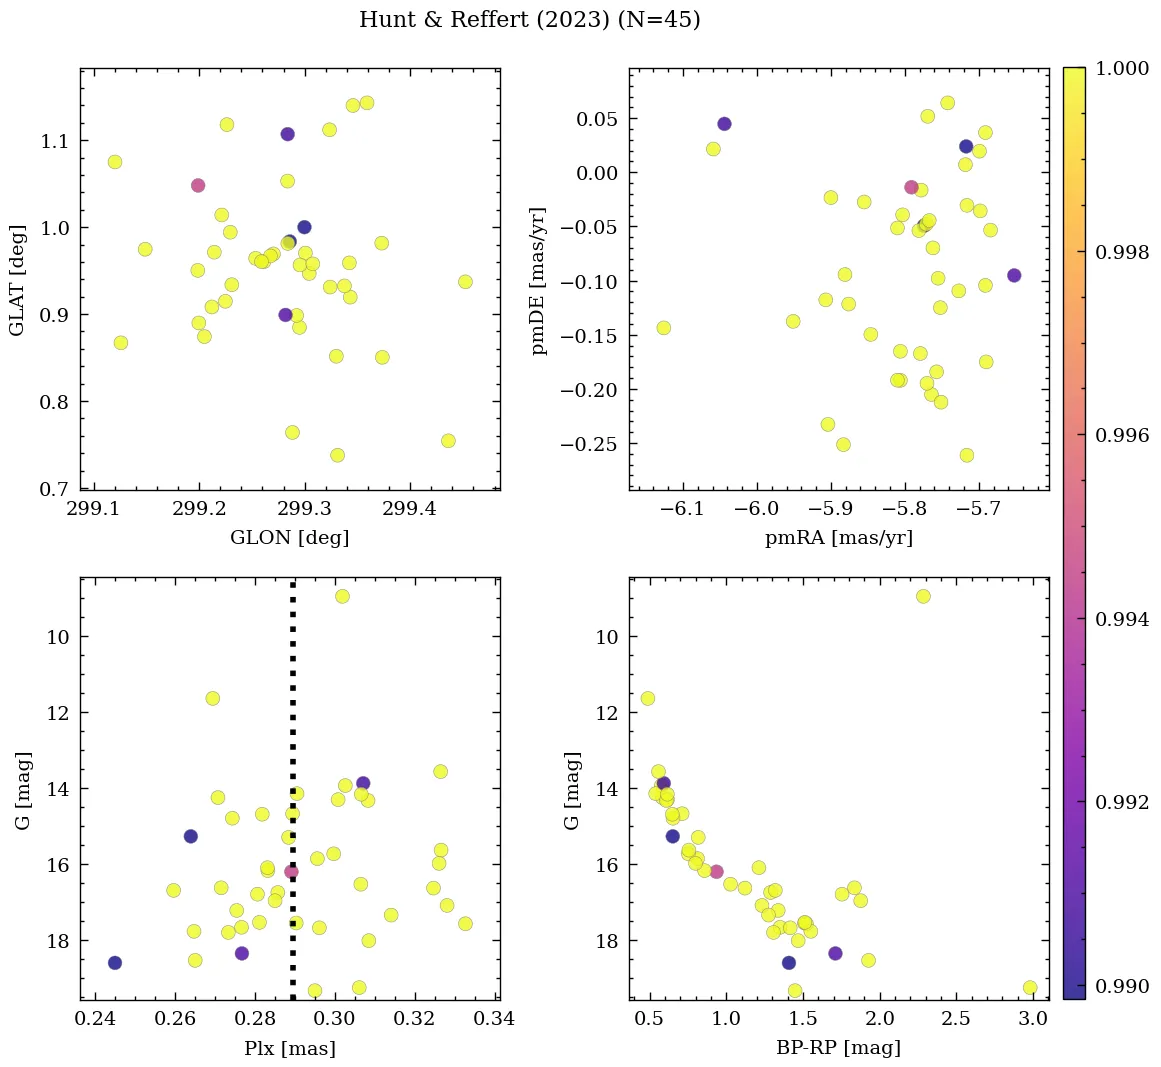 Hunt & Reffert (2023) (N=45)
GLAT [deg]
1.1
1.0
0.9
0.8
0.7
299.1 299.2 299.3 299.4
GLON [deg]
pmDE [mas/yr]
0.05
0.00
−0.05
−0.10
−0.15
−0.20
−0.25
−6.1 −6.0 −5.9 −5.8 −5.7
pmRA [mas/yr]
G [mag]
10
12
14
16
18
0.24 0.26 0.28 0.30 0.32 0.34
Plx [mas]
G [mag]
10
12
14
16
18
0.5 1.0 1.5 2.0 2.5 3.0
BP-RP [mag]
1.000
0.998
0.996
0.994
0.992
0.990